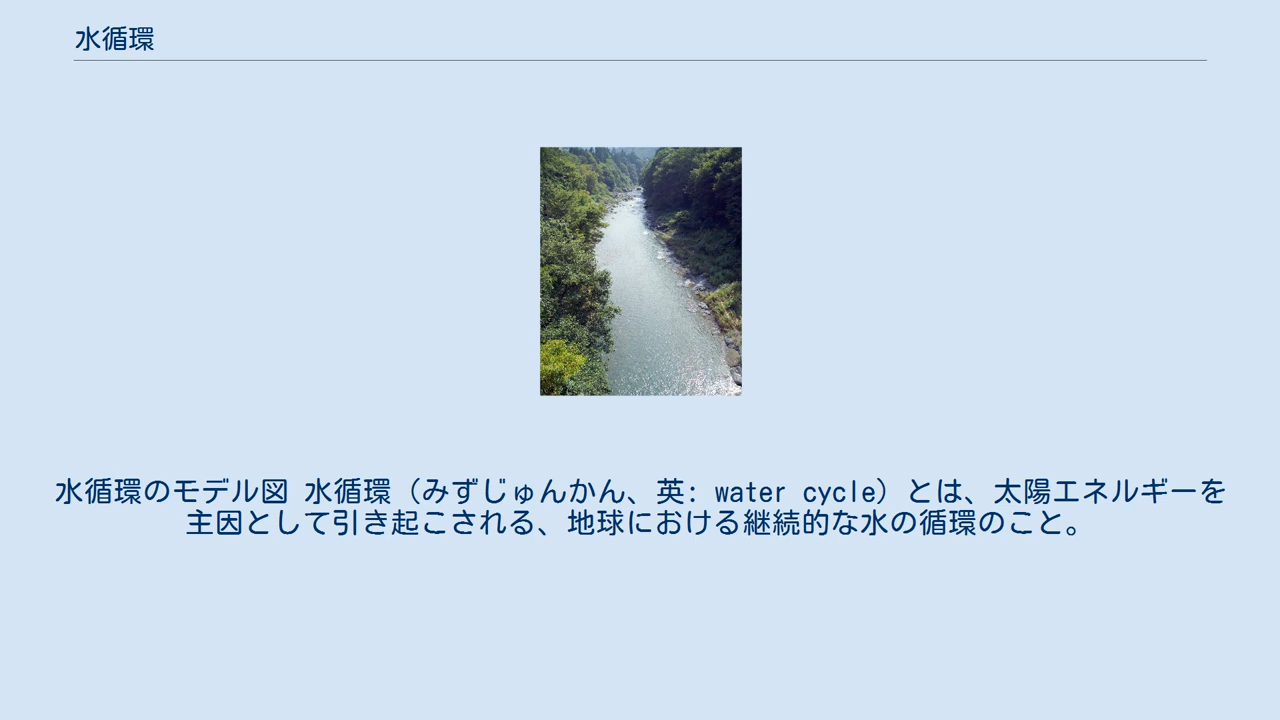 水循環
水循環のモデル図 水循環（みずじゅんかん、英: water cycle）とは、太陽エネルギーを
主因として引き起こされる、地球における継続的な水の循環のこと。